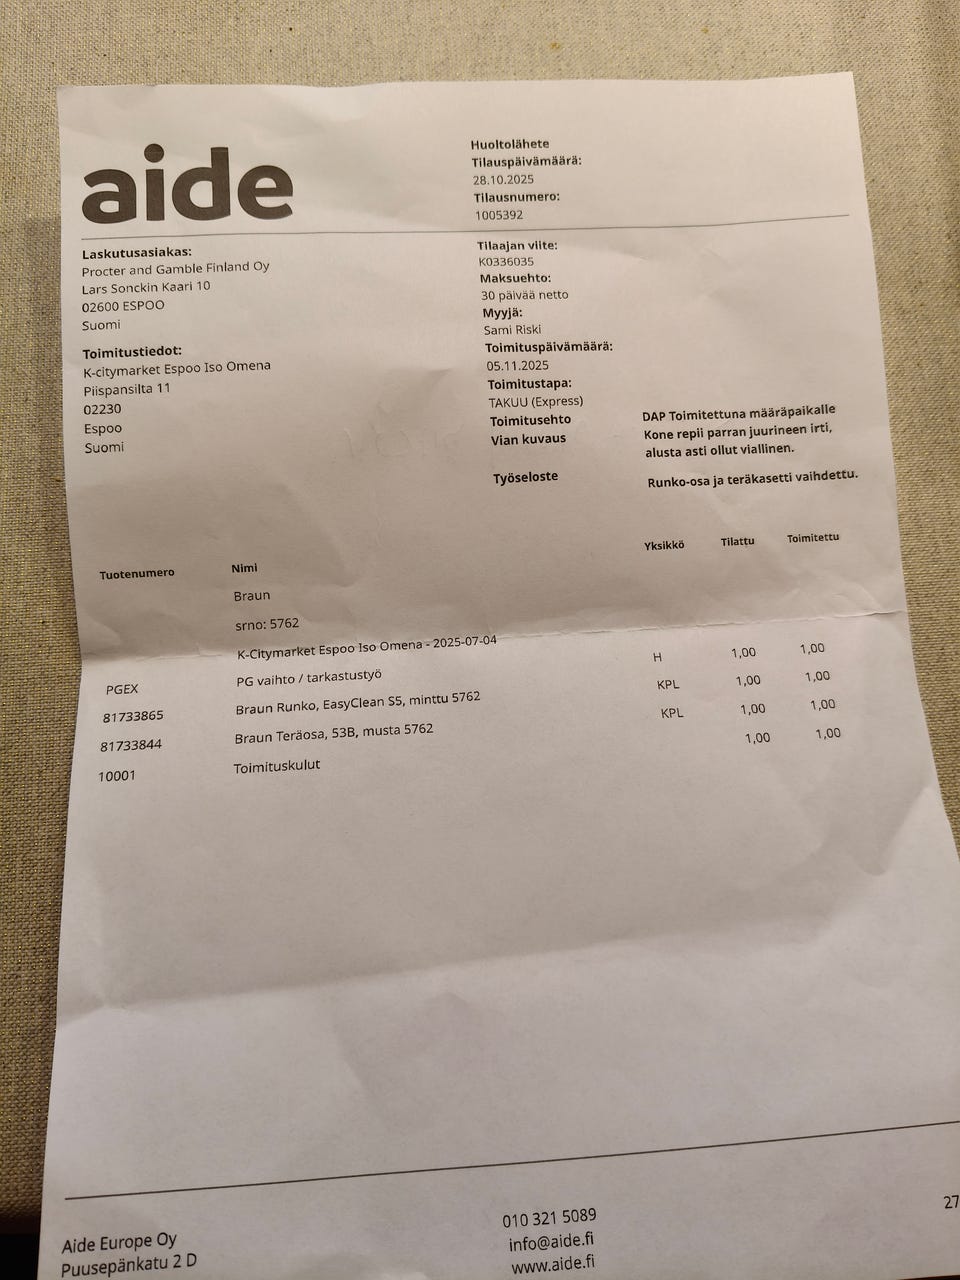 aide
Huoltolähete
Tilauspäivämäärä:
28.10.2025
Tilausnumero:
1005392
Laskutusasiakas:
Procter and Gamble Finland Oy
Lars Sonckin Kaari 10
02600 ESPOO
Suomi
Toimitustiedot:
K-citymarket Espoo Iso Omena
Piispansilta 11
02230
Espoo
Suomi
Tilaajan viite:
K0336035
Maksuehto:
30 päivää netto
Myyjä:
Sami Riski
Toimituspäivämäärä:
05.11.2025
Toimitustapa:
TAKUU (Express)
Toimitusehto DAP Toimitettuna määräpaikalle
Vian kuvaus Kone repii parran juurineen irti,
alusta asti ollut viallinen.
Työseloste Runko-osa ja teräkasetti vaihdettu.
Tuotenumero Nimi Yksikkö Tilattu Toimitettu
Braun
srno: 5762
K-Citymarket Espoo Iso Omena - 2025-07-04
PGEX PG vaihto / tarkastustyö H 1,00 1,00
81733865 Braun Runko, EasyClean S5, minttu 5762 KPL 1,00 1,00
81733844 Braun Teräosa, 53B, musta 5762 KPL 1,00 1,00
10001 Toimituskulut 1,00 1,00
Aide Europe Oy
Puusepänkatu 2 D
010 321 5089
info@aide.fi
www.aide.fi
27